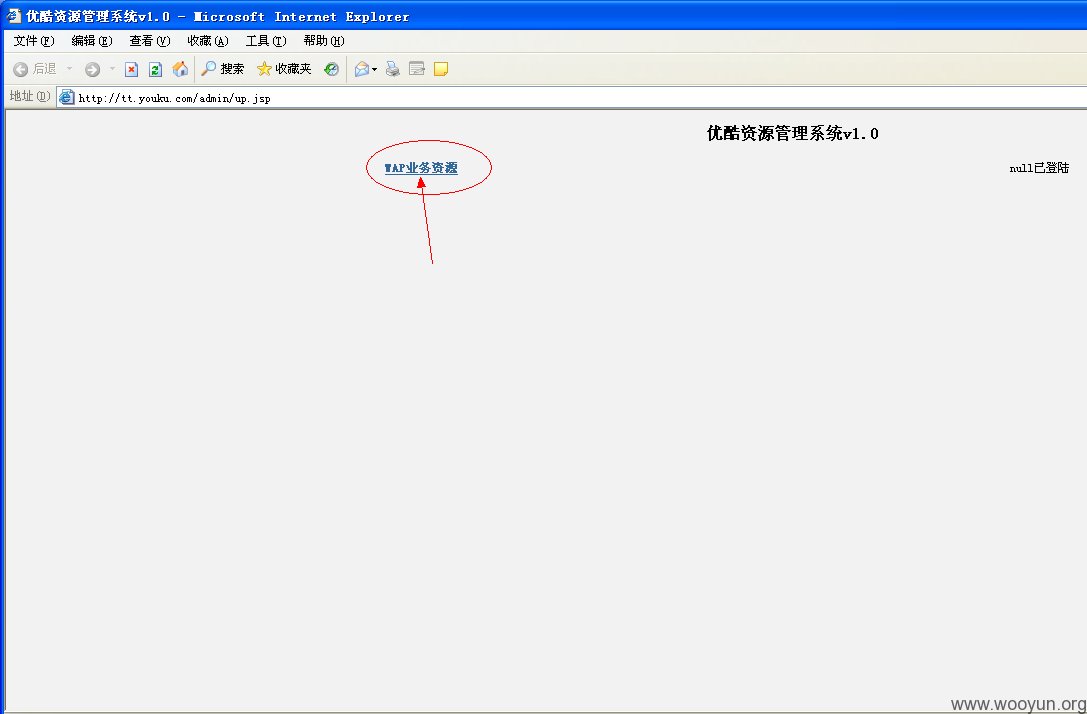 优酷资源管理系统v1.0 - Microsoft Internet Explorer
文件(F) 编辑(E) 查看(V) 收藏(A) 工具(T) 帮助(H)
后退 搜索 收藏夹
地址(D) http://tt.youku.com/admin/up.jsp
优酷资源管理系统v1.0
WAP业务资源 null已登陆
www.wooyun.org